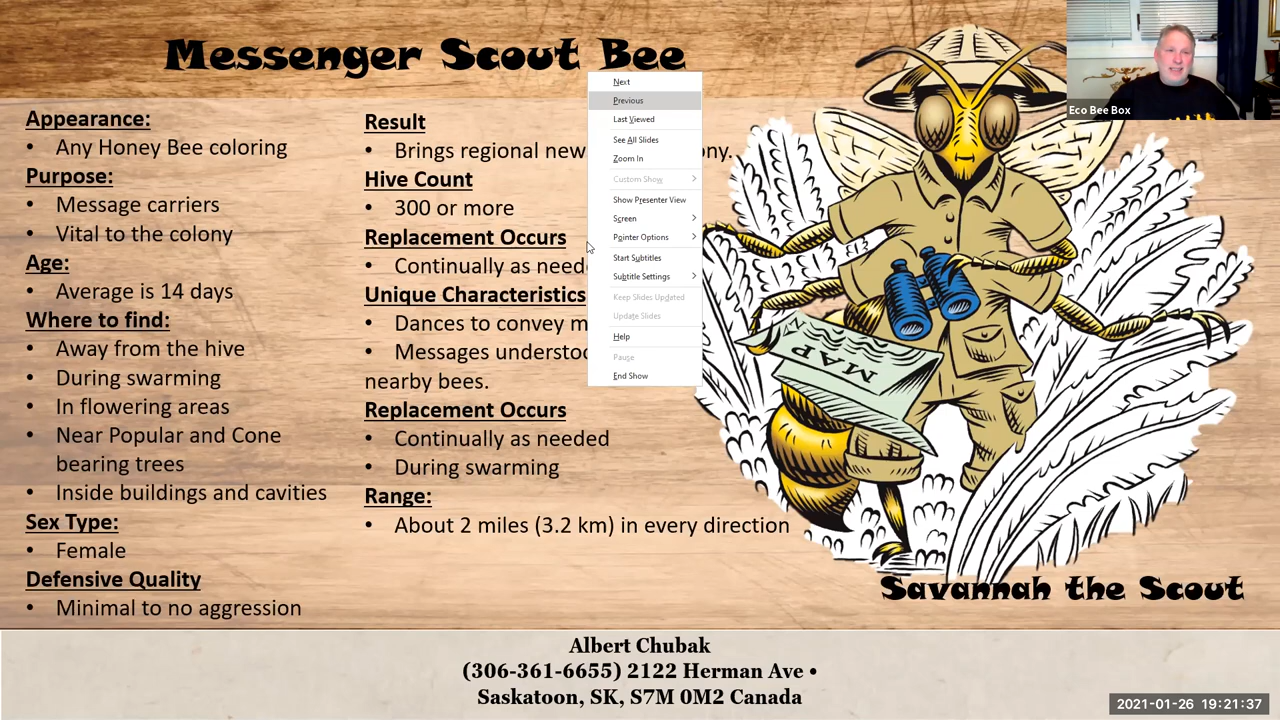 Messenger Scout Bee
Appearance:
• Any Honey Bee coloring
Purpose:
• Message carriers
• Vital to the colony
Age:
• Average is 14 days
Where to find:
• Away from the hive
• During swarming
• In flowering areas
• Near Popular and Cone
bearing trees
• Inside buildings and cavities
Sex Type:
• Female
Defensive Quality
• Minimal to no aggression
Result
• Brings regional new
Hive Count
• 300 or more
Replacement Occurs
• Continually as
Unique Characteristics
• Dances to convey
• Messages
nearby bees.
Replacement Occurs
• Continually as needed
• During swarming
Range:
• About 2 miles (3.2 km) in every direction
Next
Previous
Last Viewed
See All Slides
Zoom In
Custom Show
Show Presenter View
Screen
Pointer Options
Start Subtitles
Subtitle Settings
Keep Slides Updated
Update Slides
Help
Pause
End Show
Eco Bee Box
MAP
Savannah the Scout
Albert Chubak
(306-361-6655) 2122 Herman Ave •
Saskatoon, SK, S7M 0M2 Canada
2021-01-26 19:21:37